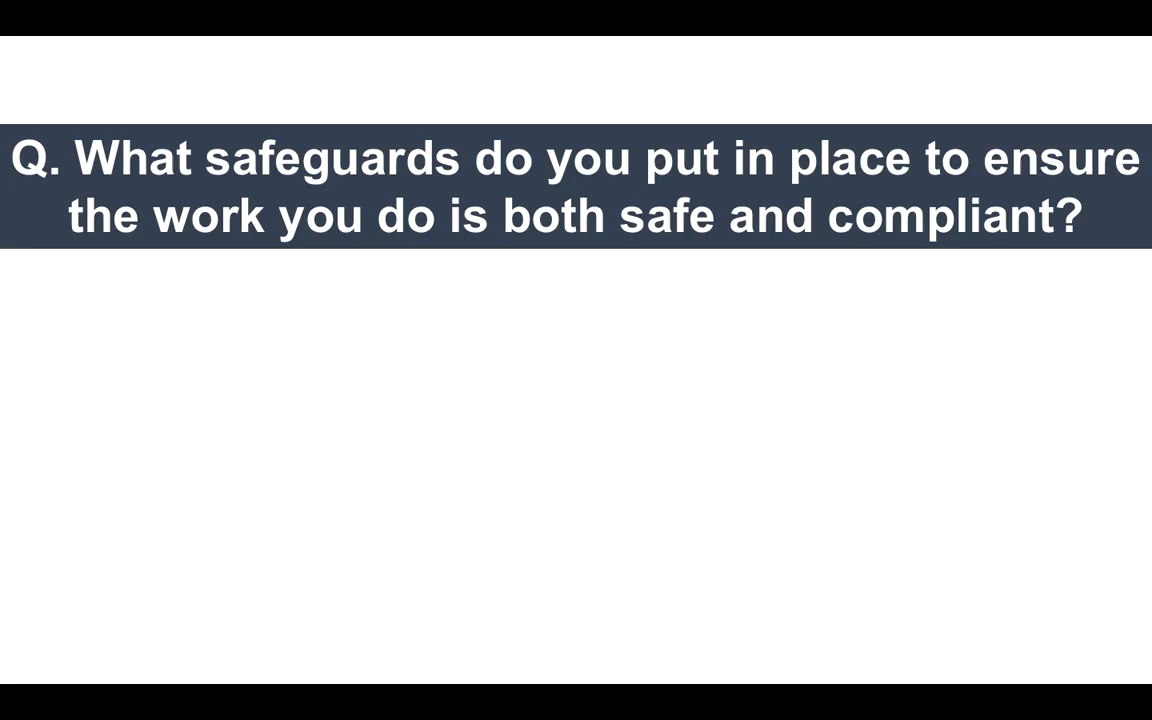 Q. What safeguards do you put in place to ensure
the work you do is both safe and compliant?